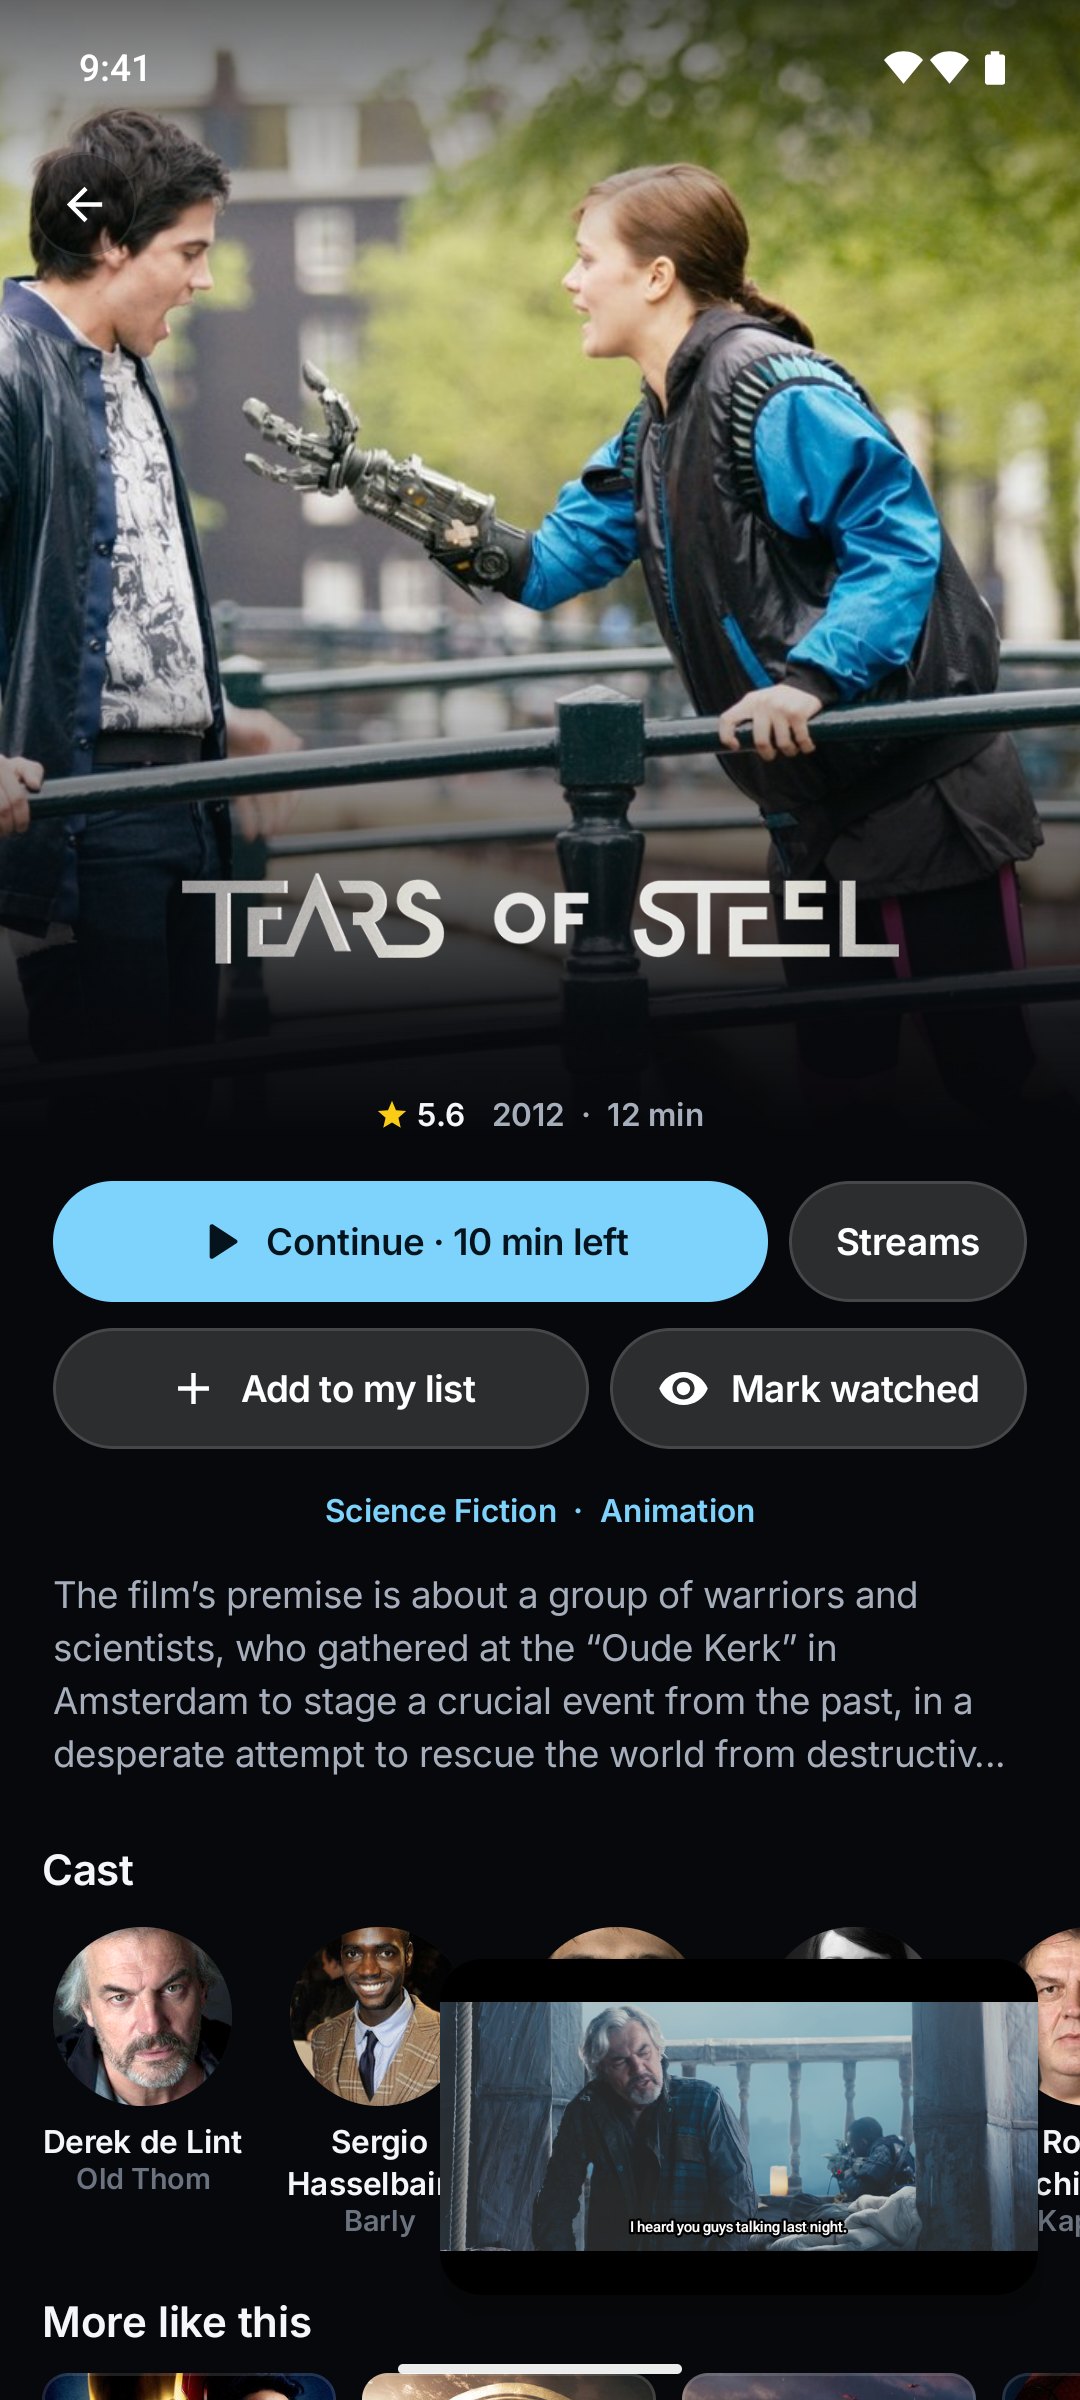 9:41
TEARS OF STEEL
5.6 2012 · 12 min
Continue · 10 min left
Streams
Add to my list
Mark watched
Science Fiction · Animation
The film’s premise is about a group of warriors and
scientists, who gathered at the “Oude Kerk” in
Amsterdam to stage a crucial event from the past, in a
desperate attempt to rescue the world from destructiv...
Cast
Derek de Lint
Old Thom
Sergio
Barly
I heard you guys talking last night.
More like this